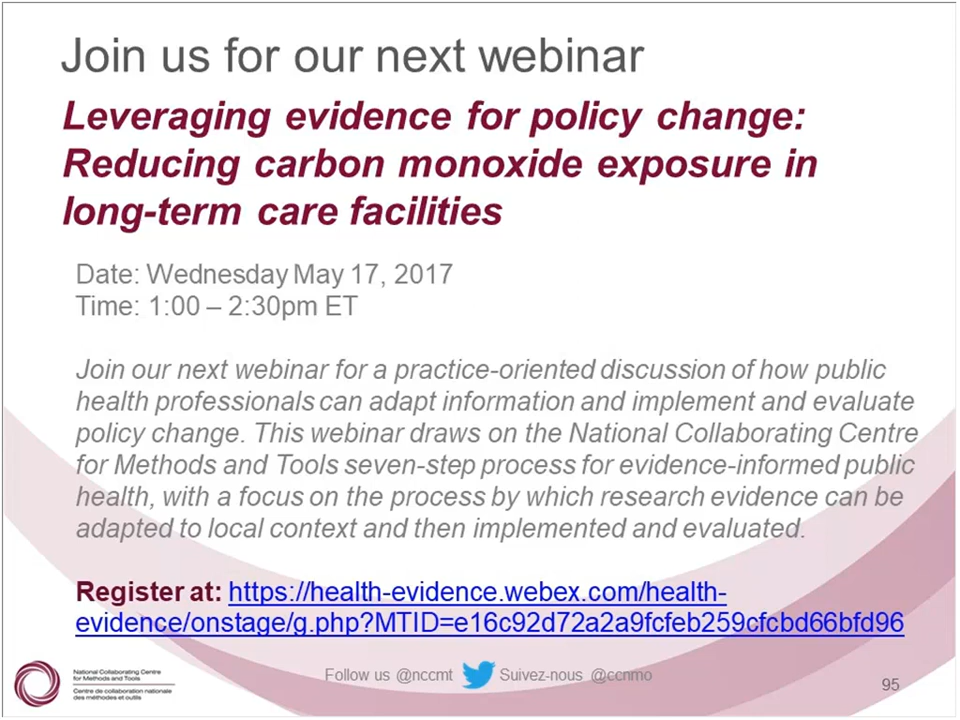 Join us for our next webinar
Leveraging evidence for policy change:
Reducing carbon monoxide exposure in
long-term care facilities
Date: Wednesday May 17, 2017
Time: 1:00 – 2:30pm ET
Join our next webinar for a practice-oriented discussion of how public
health professionals can adapt information and implement and evaluate
policy change. This webinar draws on the National Collaborating Centre
for Methods and Tools seven-step process for evidence-informed public
health, with a focus on the process by which research evidence can be
adapted to local context and then implemented and evaluated.
Register at: https://health-evidence.webex.com/health-
evidence/onstage/g.php?MTID=e16c92d72a2a9fcfeb259cfcbd66bfd96
National Collaborating Centre
for Methods and Tools
Centre de collaboration nationale
des méthodes et outils
Follow us @nccmt Suivez-nous @ccnmo
95